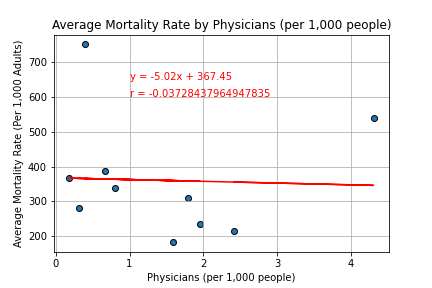 Average Mortality Rate by Physicians (per 1,000 people)
Average Mortality Rate (Per 1,000 Adults)
700
600
500
400
300
200
y = -5.02x + 367.45
r = -0.03728437964947835
0 1 2 3 4
Physicians (per 1,000 people)